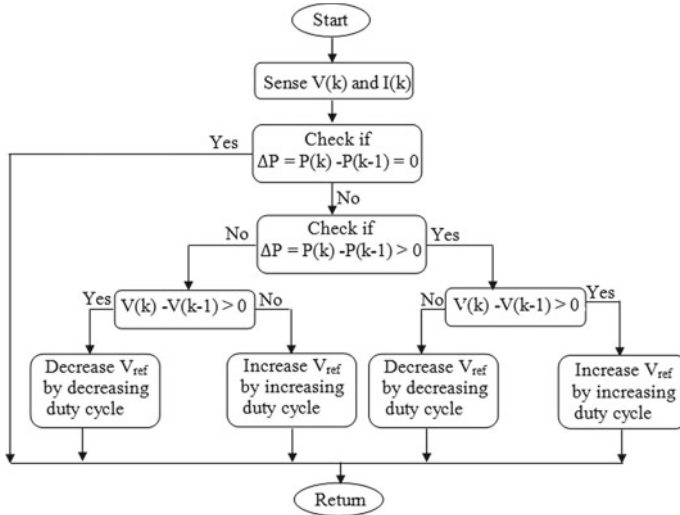 Start
Sense V(k) and I(k)
Yes
Check if
ΔP = P(k) -P(k-1) = 0
No
No
Check if
ΔP = P(k) -P(k-1) > 0
Yes
Yes
V(k) -V(k-1) > 0
No
No
V(k) -V(k-1) > 0
Yes
Decrease Vref
by decreasing
duty cycle
Increase Vref
by increasing
duty cycle
Decrease Vref
by decreasing
duty cycle
Increase Vref
by increasing
duty cycle
Return